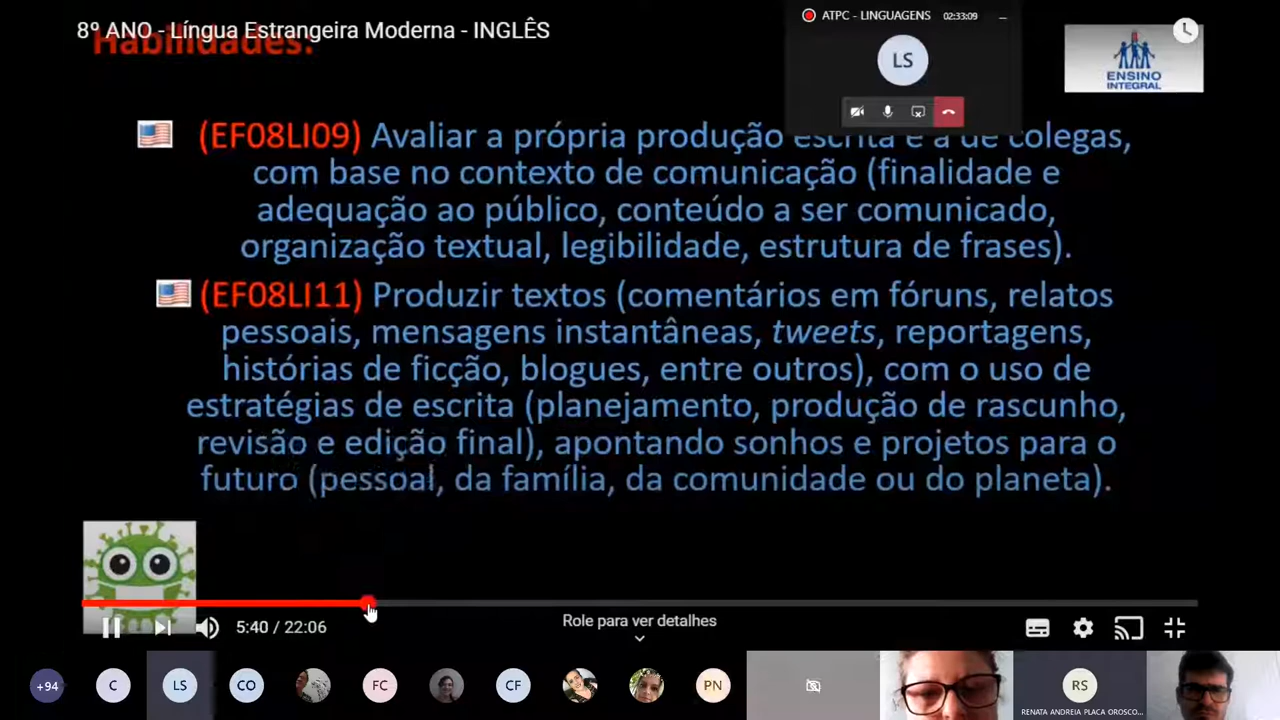 8º ANO - Língua Estrangeira Moderna - INGLÊS
Habilidades:
ATPC - LINGUAGENS 02:33:09
LS
ENSINO
INTEGRAL
(EF08LI09) Avaliar a própria produção escrita e a de colegas,
com base no contexto de comunicação (finalidade e
adequação ao público, conteúdo a ser comunicado,
organização textual, legibilidade, estrutura de frases).
(EF08LI11) Produzir textos (comentários em fóruns, relatos
pessoais, mensagens instantâneas, tweets, reportagens,
histórias de ficção, blogues, entre outros), com o uso de
estratégias de escrita (planejamento, produção de rascunho,
revisão e edição final), apontando sonhos e projetos para o
futuro (pessoal, da família, da comunidade ou do planeta).
5:40 / 22:06
Role para ver detalhes
+94
C
LS
CO
FC
CF
PN
RS
RENATA ANDREIA PLACA OROSCO...